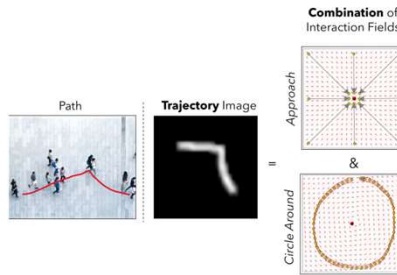 Combination of
Interaction Fields
Path
Trajectory Image
Approach
=
&
Circle Around